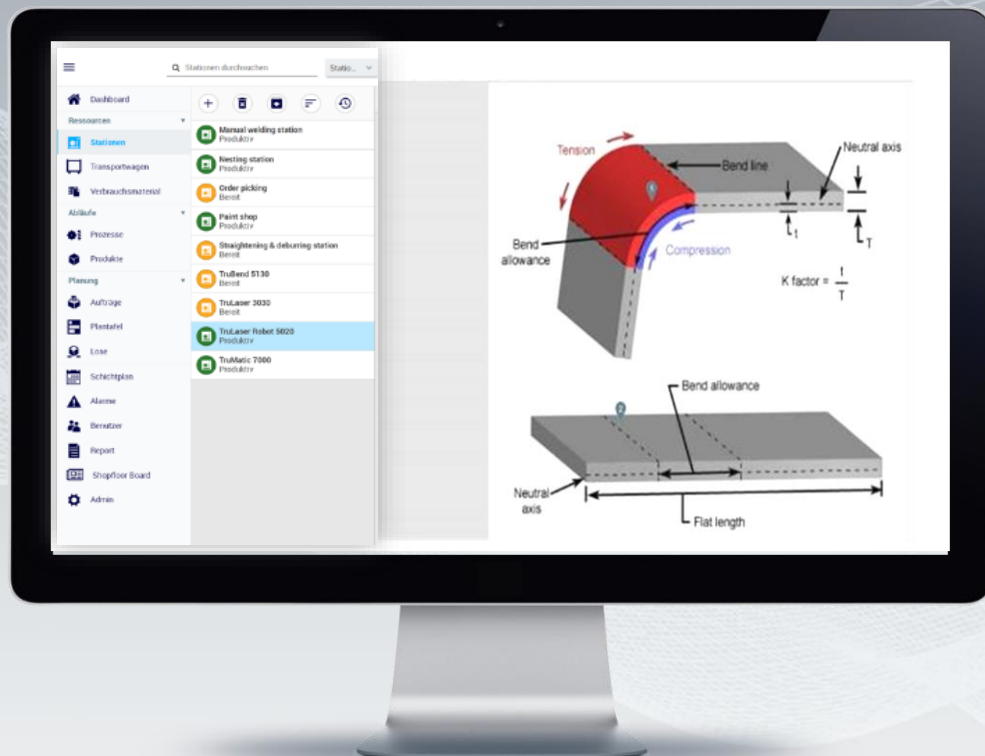 Stationen durchsuchen
Statio...
Dashboard
Ressourcen
Stationen
Transportwagen
Verbrauchsmaterial
Abläufe
Prozesse
Produkte
Planung
Aufträge
Plantafel
Lose
Schichtplan
Alarme
Benutzer
Report
Shopfloor Board
Admin
Manual welding station
Produktiv
Nesting station
Produktiv
Order picking
Bereit
Paint shop
Produktiv
Straightening & deburring station
Bereit
TruBend 5130
Bereit
TruLaser 3030
Bereit
TruLaser Robot 5020
Produktiv
TruMatic 7000
Produktiv
Tension
1
Bend line
Neutral axis
Bend
allowance
Compression
t
T
K factor = t
T
Bend allowance
2
Neutral
axis
Flat length